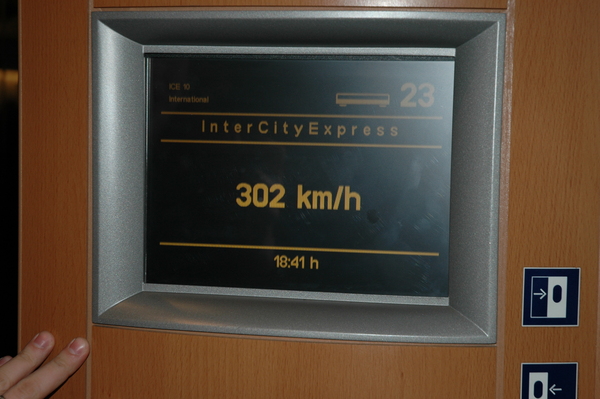 ICE 10
International
23
InterCityExpress
302 km/h
18:41 h